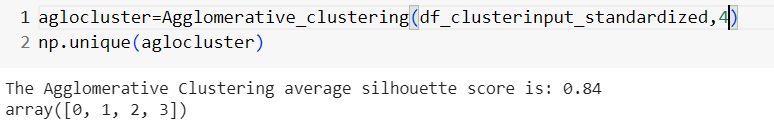 1 aglocluster=Agglomerative_clustering(df_clusterinput_standardized,4)
2 np.unique(aglocluster)
The Agglomerative Clustering average silhouette score is: 0.84
array([0, 1, 2, 3])